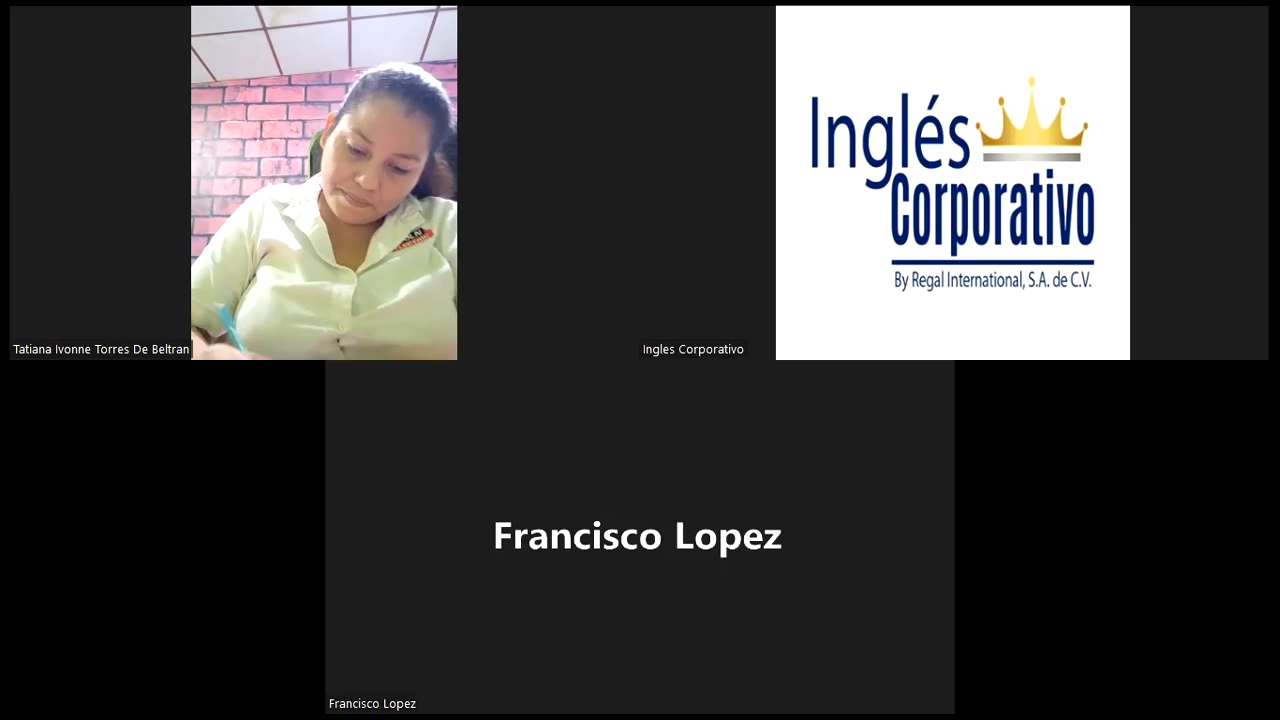 Inglés
Corporativo
By Regal International, S.A. de C.V.
Tatiana Ivonne Torres De Beltran
Ingles Corporativo
Francisco Lopez
Francisco Lopez